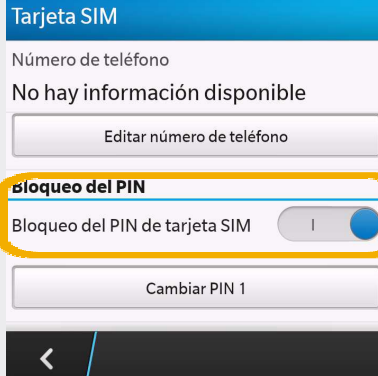 Tarjeta SIM
Número de teléfono
No hay información disponible
Editar número de teléfono
Bloqueo del PIN
Bloqueo del PIN de tarjeta SIM
Cambiar PIN 1